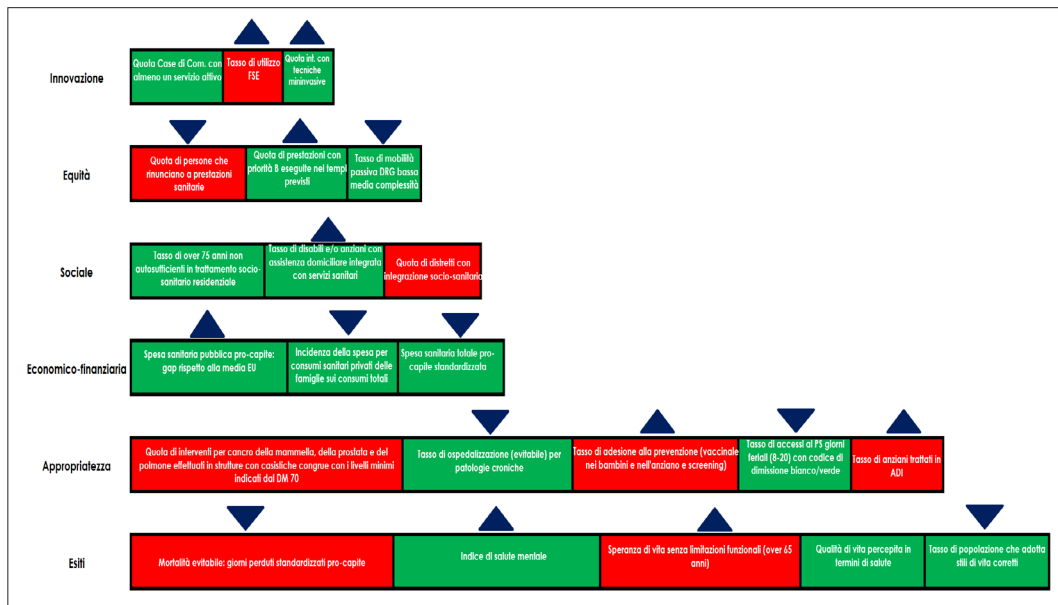 Innovazione
Quota Case di Com. con
almeno un servizio attivo
Tasso di utilizzo
FSE
Quota int. con
tecniche
mininvasive
Equità
Quota di persone che
rinunciano a prestazioni
sanitarie
Quota di prestazioni con
priorità B eseguite nei tempi
previsti
Tasso di mobilità
passiva DRG bassa
media complessità
Sociale
Tasso di over 75 anni non
autosufficienti in trattamento socio-
sanitario residenziale
Tasso di disabili e/o anziani con
assistenza domiciliare integrata
con servizi sanitari
Quota di distretti con
integrazione socio-sanitaria
Economico-finanziaria
Spesa sanitaria pubblica pro-capite:
gap rispetto alla media EU
Incidenza della spesa per
consumi sanitari privati delle
famiglie sui consumi totali
Spesa sanitaria totale pro-
capite standardizzata
Appropriatezza
Quota di interventi per cancro della mammella, della prostata e del
polmone effettuati in strutture con casistiche congrue con i livelli minimi
indicati dal DM 70
Tasso di ospedalizzazione (evitabile) per
patologie croniche
Tasso di adesione alla prevenzione (vaccinale
nei bambini e nell'anziano e screening)
Tasso di accessi al PS giorni
feriali (8-20) con codice di
dimissione bianco/verde
Tasso di anziani trattati in
ADI
Esiti
Mortalità evitabile: giorni perduti standardizzati pro-capite
Indice di salute mentale
Speranza di vita senza limitazioni funzionali (over 65
anni)
Qualità di vita percepita in
termini di salute
Tasso di popolazione che adotta
stili di vita corretti